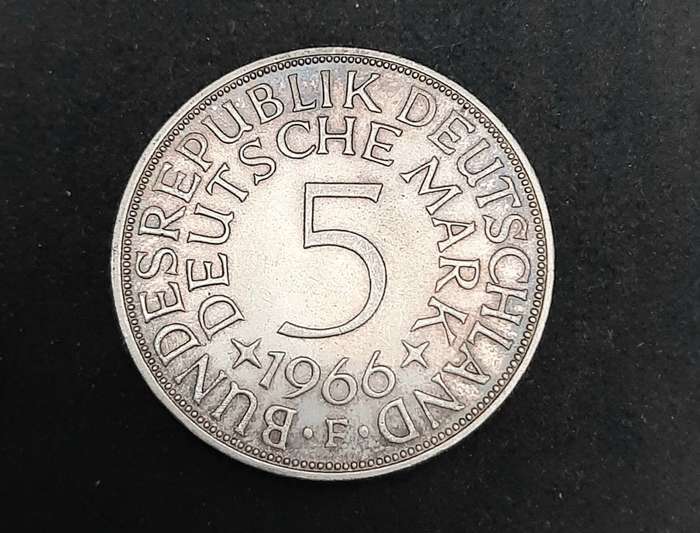 BUNDESREPUBLIK DEUTSCHLAND
DEUTSCHE MARK
5
1966
F